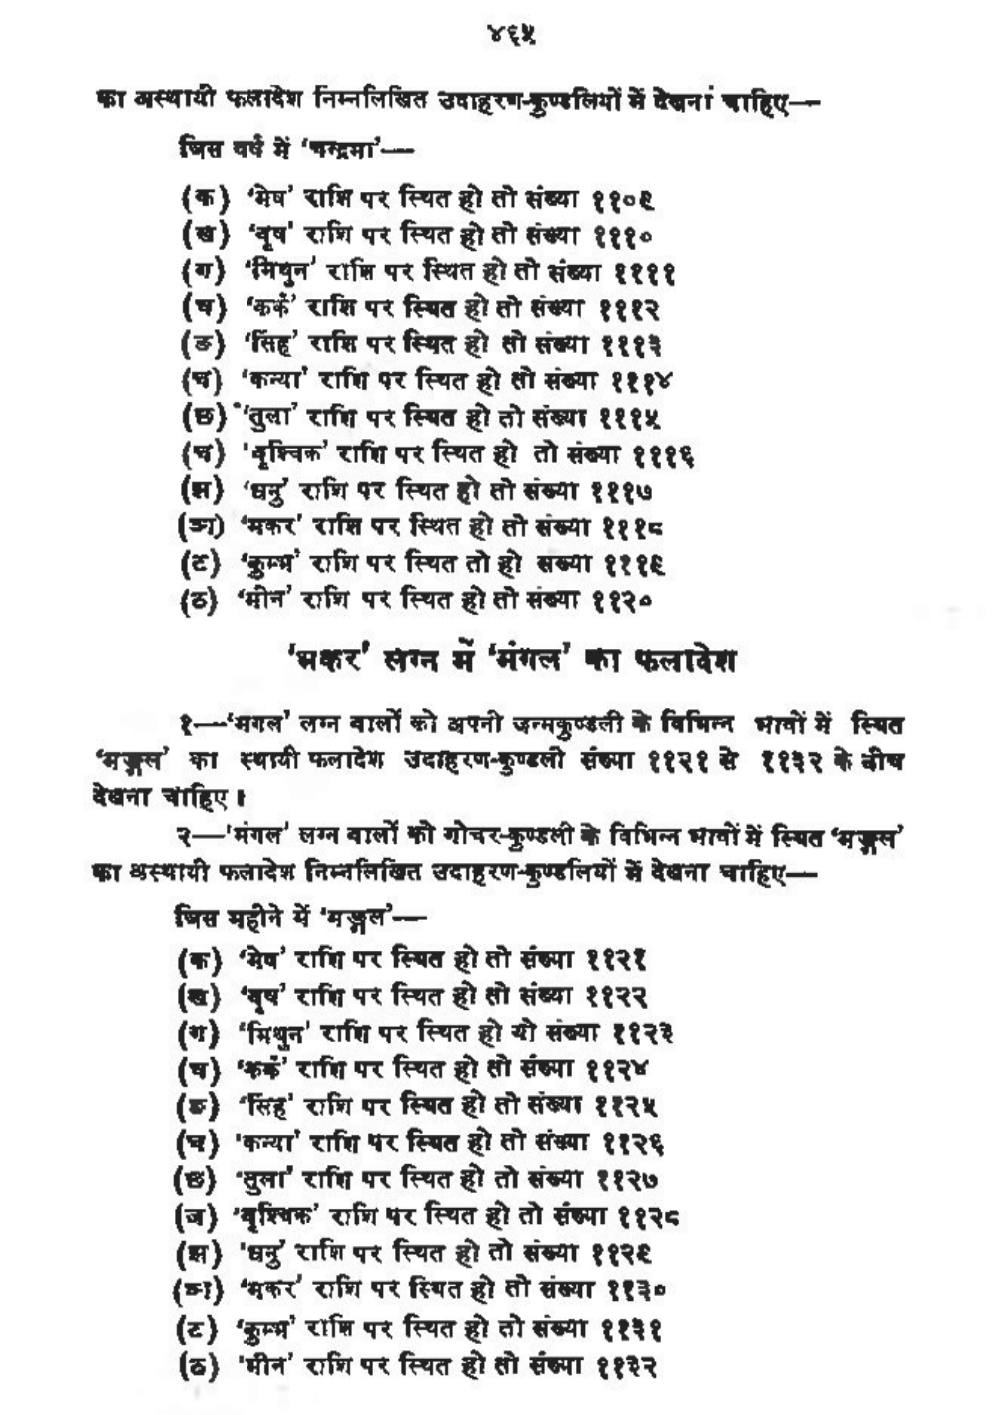 ४६५
का अस्थायी फलादेश निम्नलिखित उदाहरण-कुण्डलियों में देखनां चाहिए—
जिस वर्ष में ‘चन्द्रमा’—
(क) ‘मेष’ राशि पर स्थित हो तो संख्या ११०९
(ख) ‘वृष’ राशि पर स्थित हो तो संख्या १११०
(ग) ‘मिथुन’ राशि पर स्थित हो तो संख्या ११११
(घ) ‘कर्क’ राशि पर स्थित हो तो संख्या १११२
(ङ) ‘सिंह’ राशि पर स्थित हो तो संख्या १११३
(च) ‘कन्या’ राशि पर स्थित हो तो संख्या १११४
(छ) ‘तुला’ राशि पर स्थित हो तो संख्या १११५
(च) ‘वृश्चिक’ राशि पर स्थित हो तो संख्या १११६
(झ) ‘धनु’ राशि पर स्थित हो तो संख्या १११७
(ञ) ‘मकर’ राशि पर स्थित हो तो संख्या १११८
(ट) ‘कुम्भ’ राशि पर स्थित तो हो संख्या १११९
(ठ) ‘मीन’ राशि पर स्थित हो तो संख्या ११२०
‘मकर’ लग्न में ‘मंगल’ का फलादेश
१—‘मगल’ लग्न वालों को अपनी जन्मकुण्डली के विभिन्न भावों में स्थित
‘मङ्गल’ का स्थायी फलादेश उदाहरण-कुण्डली संख्या ११२१ से ११३२ के बीच
देखना चाहिए।
२—‘मंगल’ लग्न वालों को गोचर-कुण्डली के विभिन्न भावों में स्थित ‘मङ्गल’
का अस्थायी फलादेश निम्नलिखित उदाहरण-कुण्डलियों में देखना चाहिए—
जिस महीने में ‘मङ्गल’—
(क) ‘मेष’ राशि पर स्थित हो तो संख्या ११२१
(ख) ‘वृष’ राशि पर स्थित हो तो संख्या ११२२
(ग) ‘मिथुन’ राशि पर स्थित हो यो संख्या ११२३
(घ) ‘कर्क’ राशि पर स्थित हो तो संख्या ११२४
(ङ) ‘सिंह’ राशि पर स्थित हो तो संख्या ११२५
(च) ‘कन्या’ राशि पर स्थित हो तो संख्या ११२६
(छ) ‘तुला’ राशि पर स्थित हो तो संख्या ११२७
(ज) ‘वृश्चिक’ राशि पर स्थित हो तो संख्या ११२८
(झ) ‘धनु’ राशि पर स्थित हो तो संख्या ११२९
(ञ) ‘मकर’ राशि पर स्थित हो तो संख्या ११३०
(ट) ‘कुम्भ’ राशि पर स्थित हो तो संख्या ११३१
(ठ) ‘मीन’ राशि पर स्थित हो तो संख्या ११३२